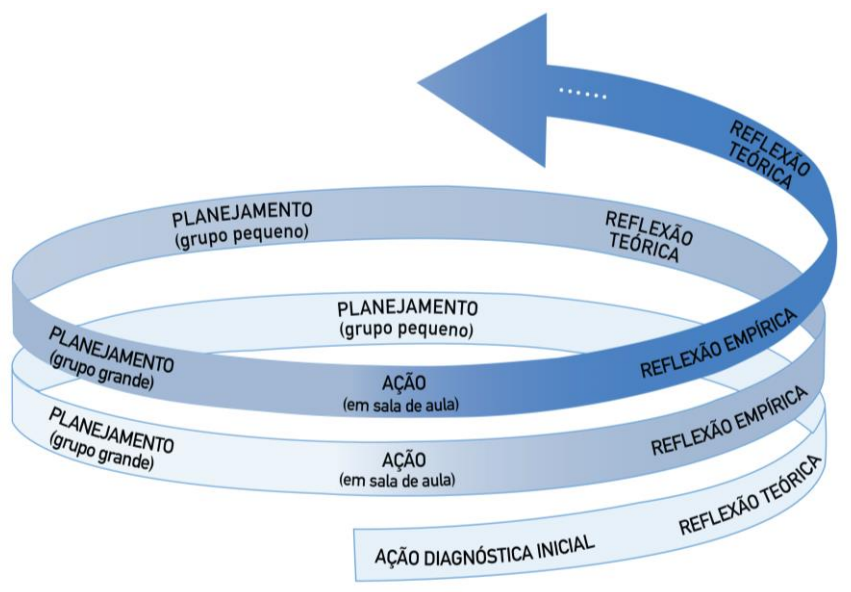 ......
REFLEXÃO
TEÓRICA
PLANEJAMENTO
(grupo pequeno)
REFLEXÃO
TEÓRICA
PLANEJAMENTO
(grupo pequeno)
PLANEJAMENTO
(grupo grande)
AÇÃO
(em sala de aula)
REFLEXÃO EMPÍRICA
PLANEJAMENTO
(grupo grande)
AÇÃO
(em sala de aula)
REFLEXÃO EMPÍRICA
AÇÃO DIAGNÓSTICA INICIAL
REFLEXÃO TEÓRICA